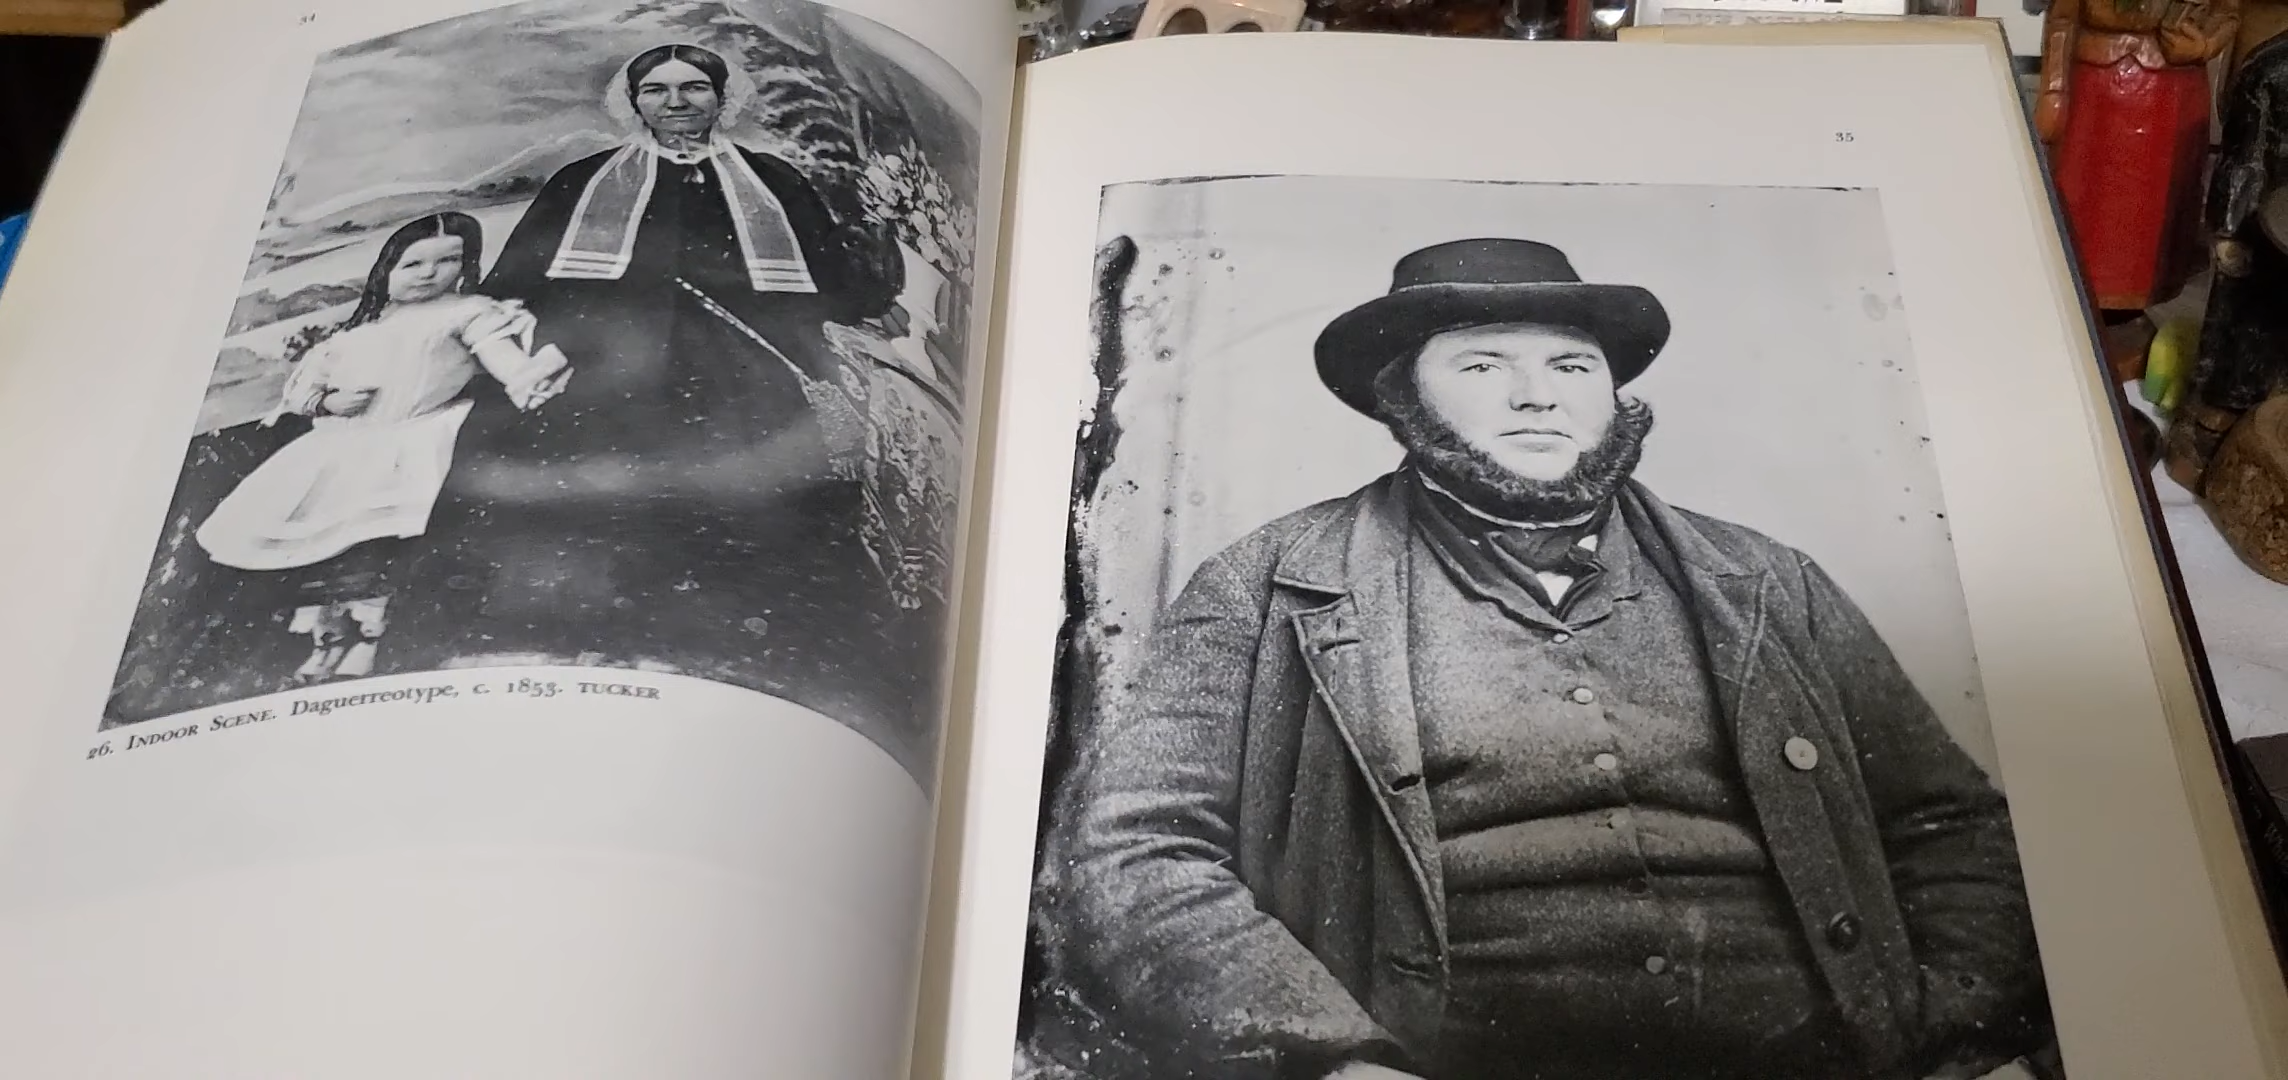 34
26. INDOOR SCENE. Daguerreotype, c. 1853. TUCKER
35